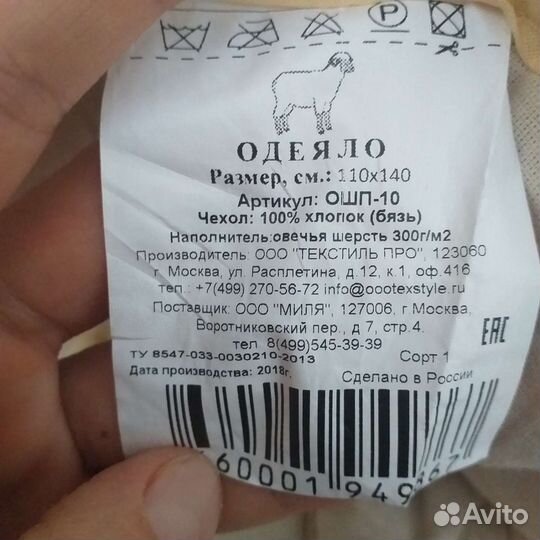 P
ОДЕЯЛО
Размер, см.: 110х140
Артикул: ОШП-10
Чехол: 100% хлопок (бязь)
Наполнитель:овечья шерсть 300г/м2
Производитель: ООО "ТЕКСТИЛЬ ПРО", 123060
г. Москва, ул. Расплетина, д.12, к.1, оф.416
тел.: +7(499) 270-56-72 info@oootexstyle.ru
Поставщик: ООО "МИЛЯ", 127006, г Москва,
Воротниковский пер., д 7, стр.4.
тел 8(499)545-39-39
EAC
ТУ 8547-033-0030210-2013 Сорт 1
Дата производства: 2018г. Сделано в России
60001 949
Avito